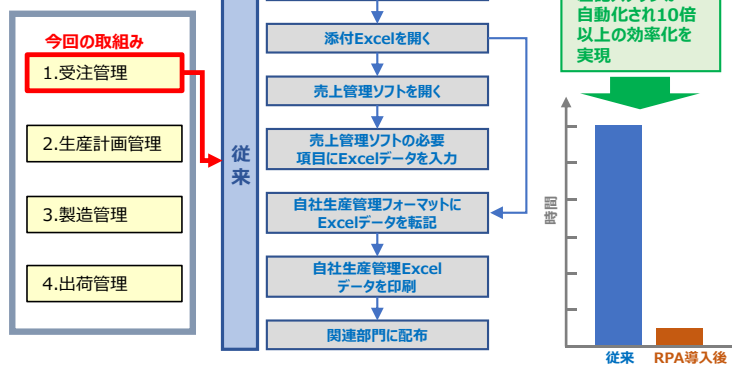 今回の取組み
1.受注管理
2.生産計画管理
3.製造管理
4.出荷管理
従
来
添付Excelを開く
売上管理ソフトを開く
売上管理ソフトの必要
項目にExcelデータを入力
自社生産管理フォーマットに
Excelデータを転記
自社生産管理Excel
データを印刷
関連部門に配布
自動化され10倍
以上の効率化を
実現
時間
従来
RPA導入後